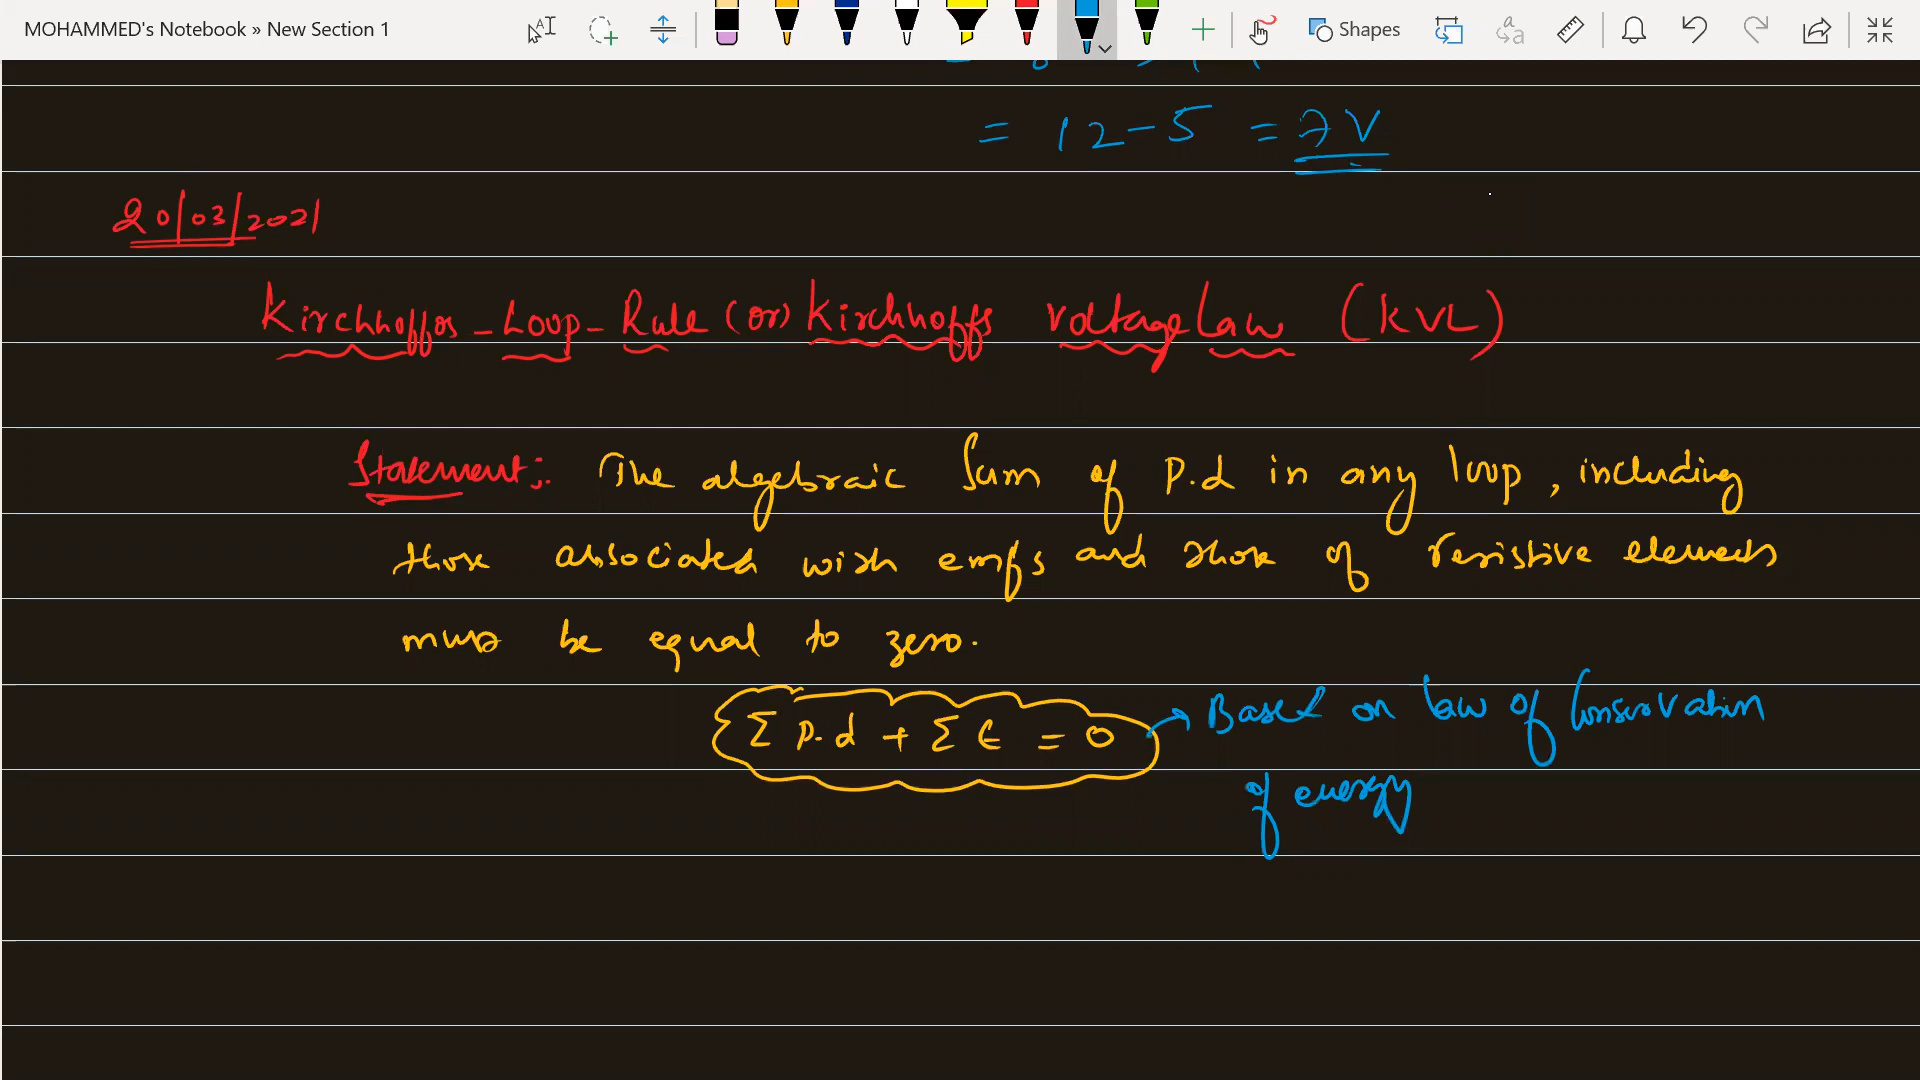 MOHAMMED's Notebook » New Section 1
Shapes
= 12-5 = 7V
20/03/2021
Kirchhoffs - Loop - Rule (or) Kirchhoffs voltage Law (KVL)
Statement:. The algebraic Sum of P.d in any loop, including
those associated with emfs and those of resistive elements
must be equal to zero.
Σ P.d + Σ ε = 0 → Based on law of Conservation
of energy